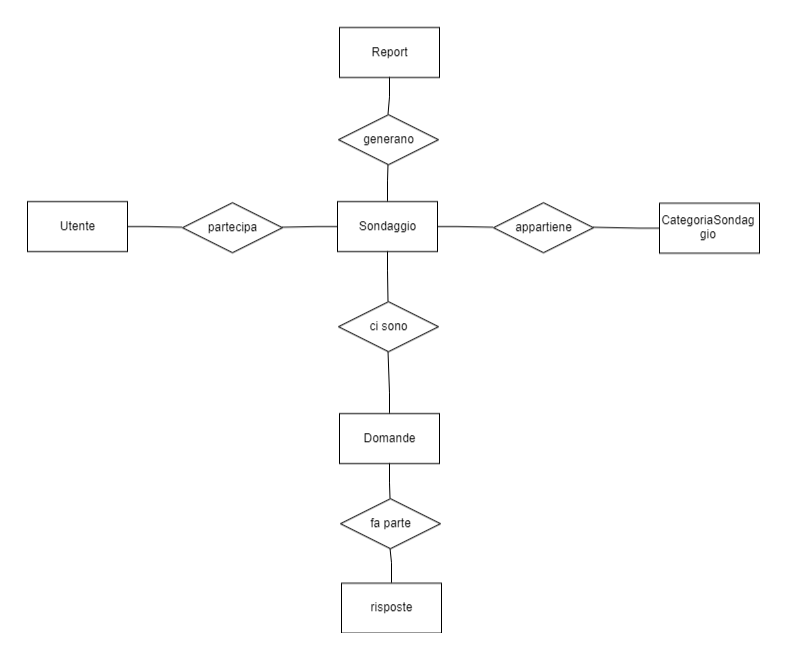 Report
generano
Utente
partecipa
Sondaggio
appartiene
CategoriaSondag
gio
ci sono
Domande
fa parte
risposte